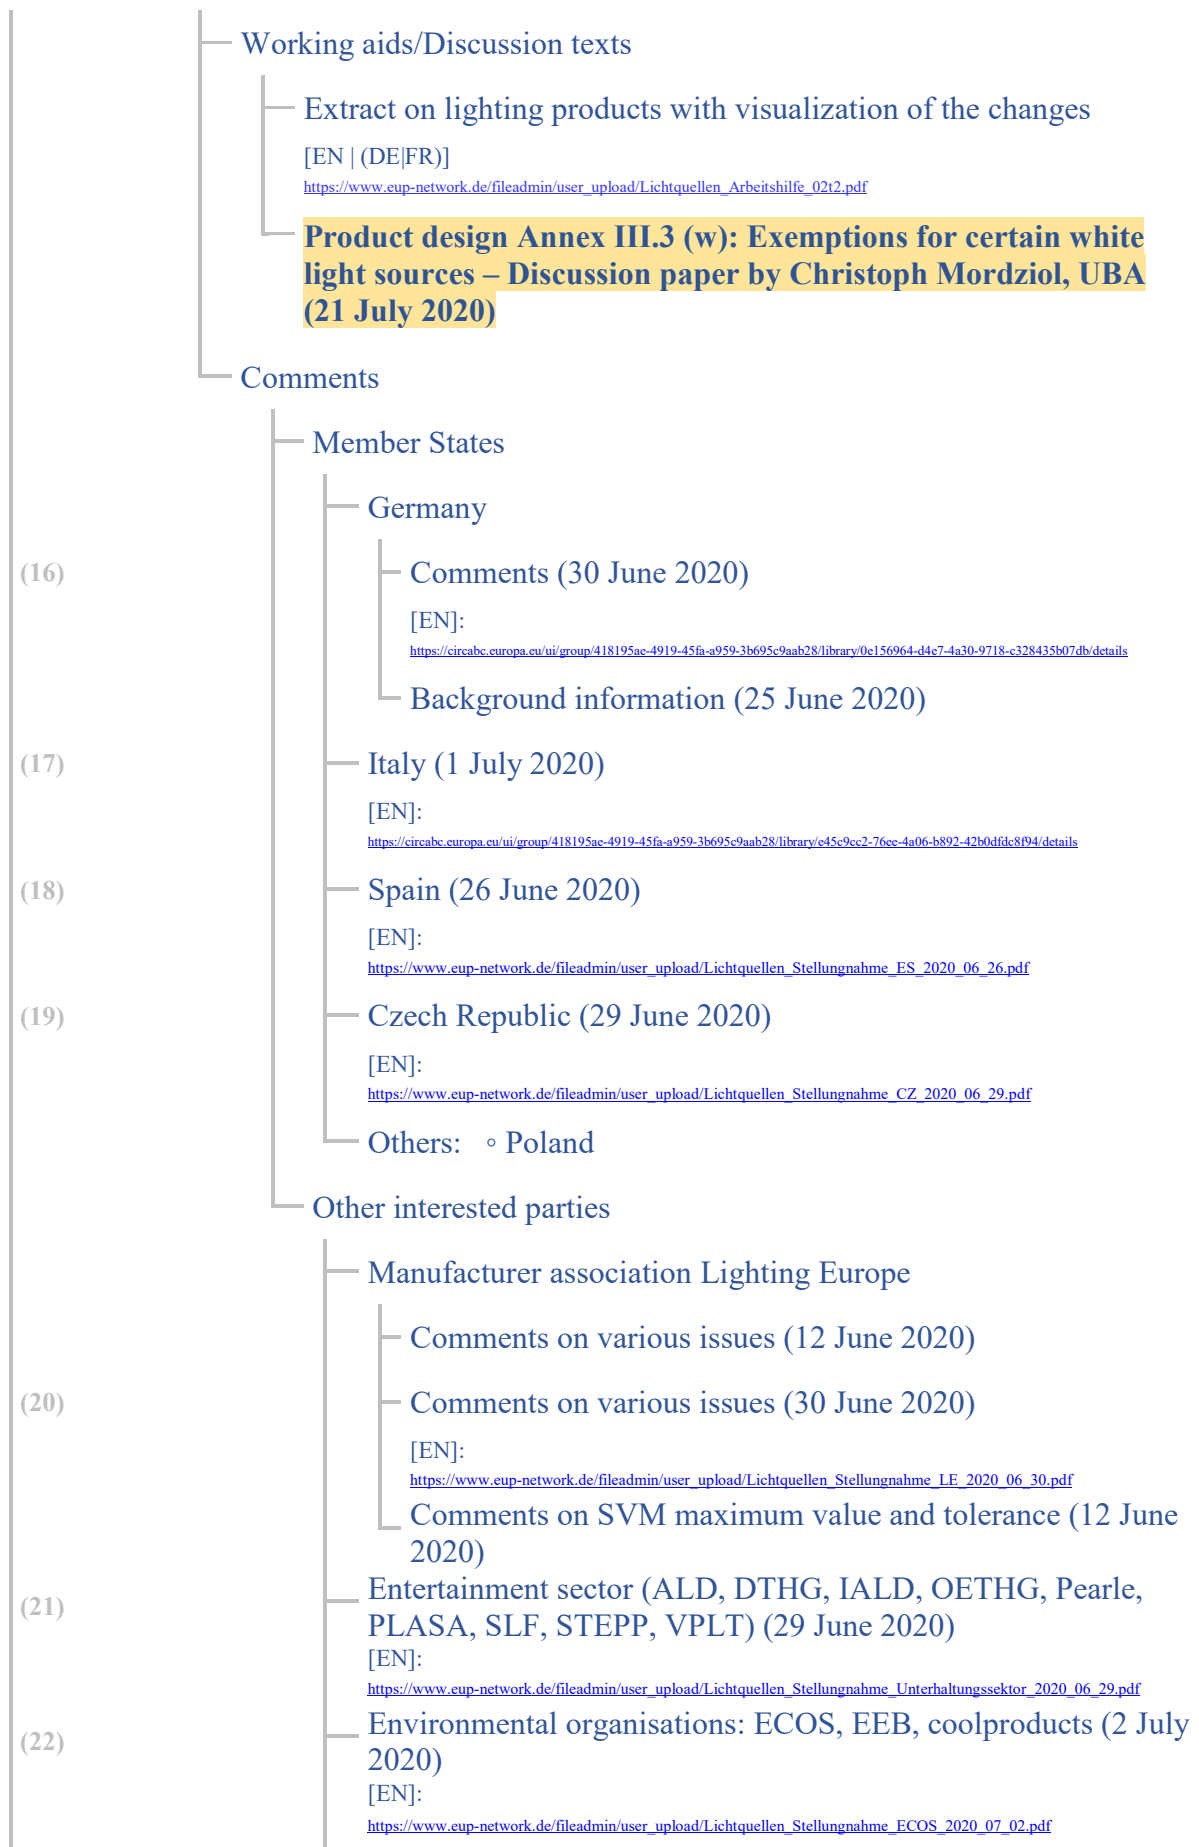 Working aids/Discussion texts
Extract on lighting products with visualization of the changes
[EN | (DE|FR)]
https://www.eup-network.de/fileadmin/user_upload/Lichtquellen_Arbeitshilfe_02t2.pdf
Product design Annex III.3 (w): Exemptions for certain white
light sources – Discussion paper by Christoph Mordziol, UBA
(21 July 2020)
Comments
Member States
Germany
(16) Comments (30 June 2020)
[EN]:
https://circabc.europa.eu/ui/group/418195ae-4919-45fa-a959-3b695c9aab28/library/0e156964-d4e7-4a30-9718-c328435b07db/details
Background information (25 June 2020)
(17) Italy (1 July 2020)
[EN]:
https://circabc.europa.eu/ui/group/418195ae-4919-45fa-a959-3b695c9aab28/library/e45c9cc2-76ee-4a06-b892-42b0dfdc8f94/details
(18) Spain (26 June 2020)
[EN]:
https://www.eup-network.de/fileadmin/user_upload/Lichtquellen_Stellungnahme_ES_2020_06_26.pdf
(19) Czech Republic (29 June 2020)
[EN]:
https://www.eup-network.de/fileadmin/user_upload/Lichtquellen_Stellungnahme_CZ_2020_06_29.pdf
Others: ◦ Poland
Other interested parties
Manufacturer association Lighting Europe
Comments on various issues (12 June 2020)
(20) Comments on various issues (30 June 2020)
[EN]:
https://www.eup-network.de/fileadmin/user_upload/Lichtquellen_Stellungnahme_LE_2020_06_30.pdf
Comments on SVM maximum value and tolerance (12 June
2020)
(21) Entertainment sector (ALD, DTHG, IALD, OETHG, Pearle,
PLASA, SLF, STEPP, VPLT) (29 June 2020)
[EN]:
https://www.eup-network.de/fileadmin/user_upload/Lichtquellen_Stellungnahme_Unterhaltungssektor_2020_06_29.pdf
(22) Environmental organisations: ECOS, EEB, coolproducts (2 July
2020)
[EN]:
https://www.eup-network.de/fileadmin/user_upload/Lichtquellen_Stellungnahme_ECOS_2020_07_02.pdf